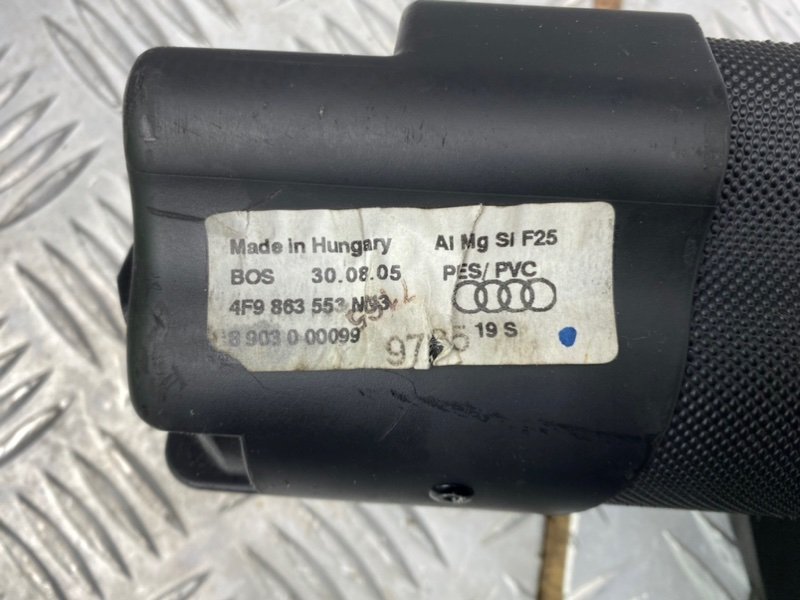 Made in Hungary Al Mg Si F25
BOS 30.08.05 PES/ PVC
4F9 863 553
8 903 0 00099
19 S